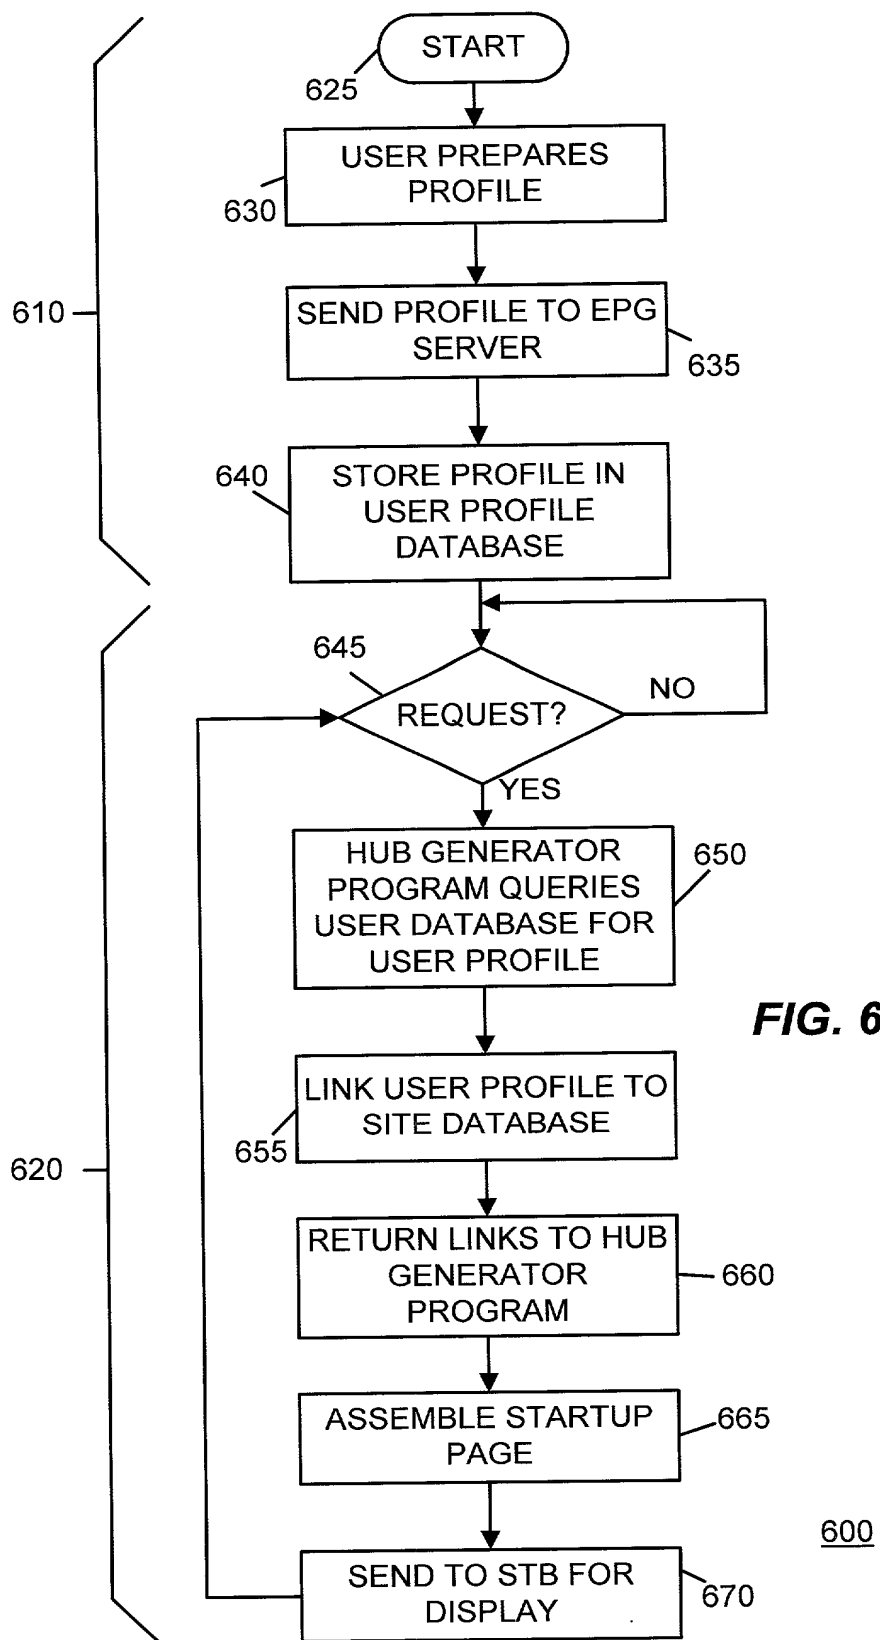 START
625
USER PREPARES
PROFILE
630
610
SEND PROFILE TO EPG
SERVER
635
640
STORE PROFILE IN
USER PROFILE
DATABASE
645
REQUEST?
NO
YES
HUB GENERATOR
PROGRAM QUERIES
USER DATABASE FOR
USER PROFILE
650
FIG. 6
LINK USER PROFILE TO
SITE DATABASE
655
620
RETURN LINKS TO HUB
GENERATOR
PROGRAM
660
ASSEMBLE STARTUP
PAGE
665
600
SEND TO STB FOR
DISPLAY
670